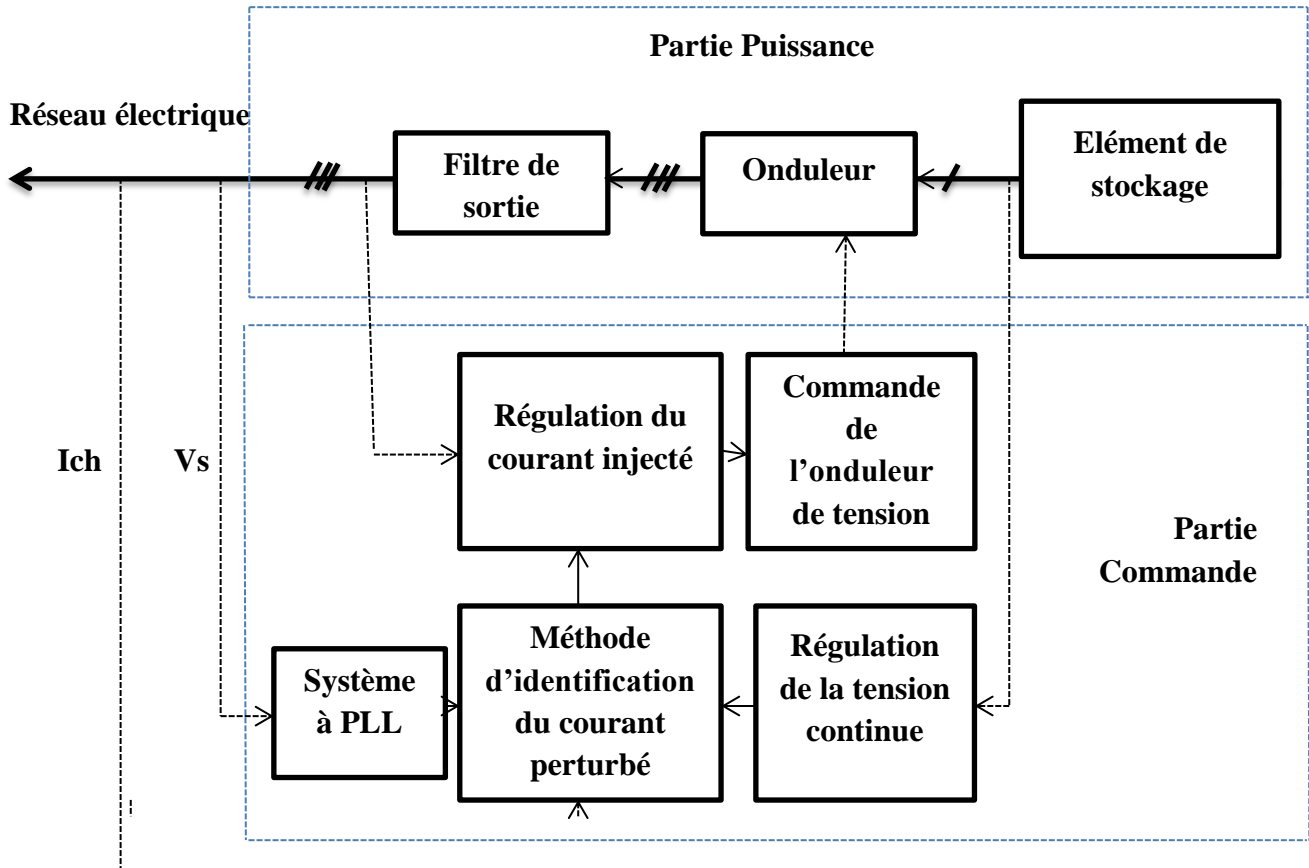 Partie Puissance
Réseau électrique
Filtre de
sortie
Onduleur
Elément de
stockage
Ich
Vs
Régulation du
courant injecté
Commande
de
l’onduleur
de tension
Partie
Commande
Système
à PLL
Méthode
d’identification
du courant
perturbé
Régulation
de la tension
continue